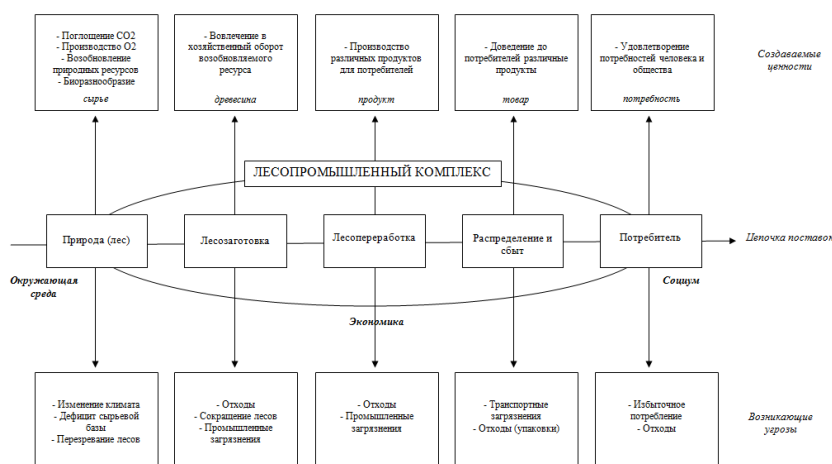 - Поглощение СО2
- Производство О2
- Возобновление
природных ресурсов
- Биоразнообразие
сырье
- Вовлечение в
хозяйственный оборот
возобновляемого
ресурса
древесина
- Производство
различных продуктов
для потребителей
продукт
- Доведение до
потребителей различные
продукты
товар
- Удовлетворение
потребностей человека и
общества
потребность
Создаваемые
ценности
ЛЕСОПРОМЫШЛЕННЫЙ КОМПЛЕКС
Природа (лес)
Лесозаготовка
Лесопереработка
Распределение и
сбыт
Потребитель
Цепочка поставок
Окружающая
среда
Экономика
Социум
- Изменение климата
- Дефицит сырьевой
базы
- Перезревание лесов
- Отходы
- Сокращение лесов
- Промышленные
загрязнения
- Отходы
- Промышленные
загрязнения
- Транспортные
загрязнения
- Отходы (упаковки)
- Избыточное
потребление
- Отходы
Возникающие
угрозы